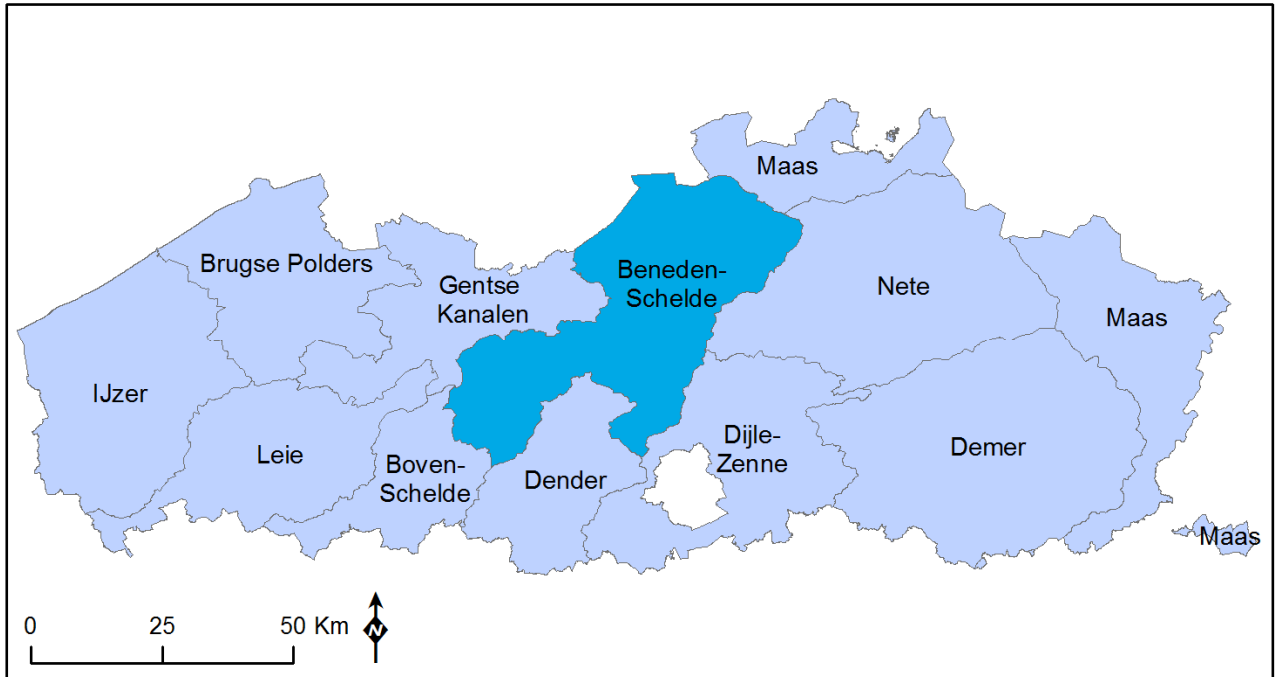 Maas
Brugse Polders
Beneden-
Schelde
Gentse
Kanalen
Nete
Maas
IJzer
Leie
Boven-
Schelde
Dender
Dijle-
Zenne
Demer
Maas
0 25 50 Km
N